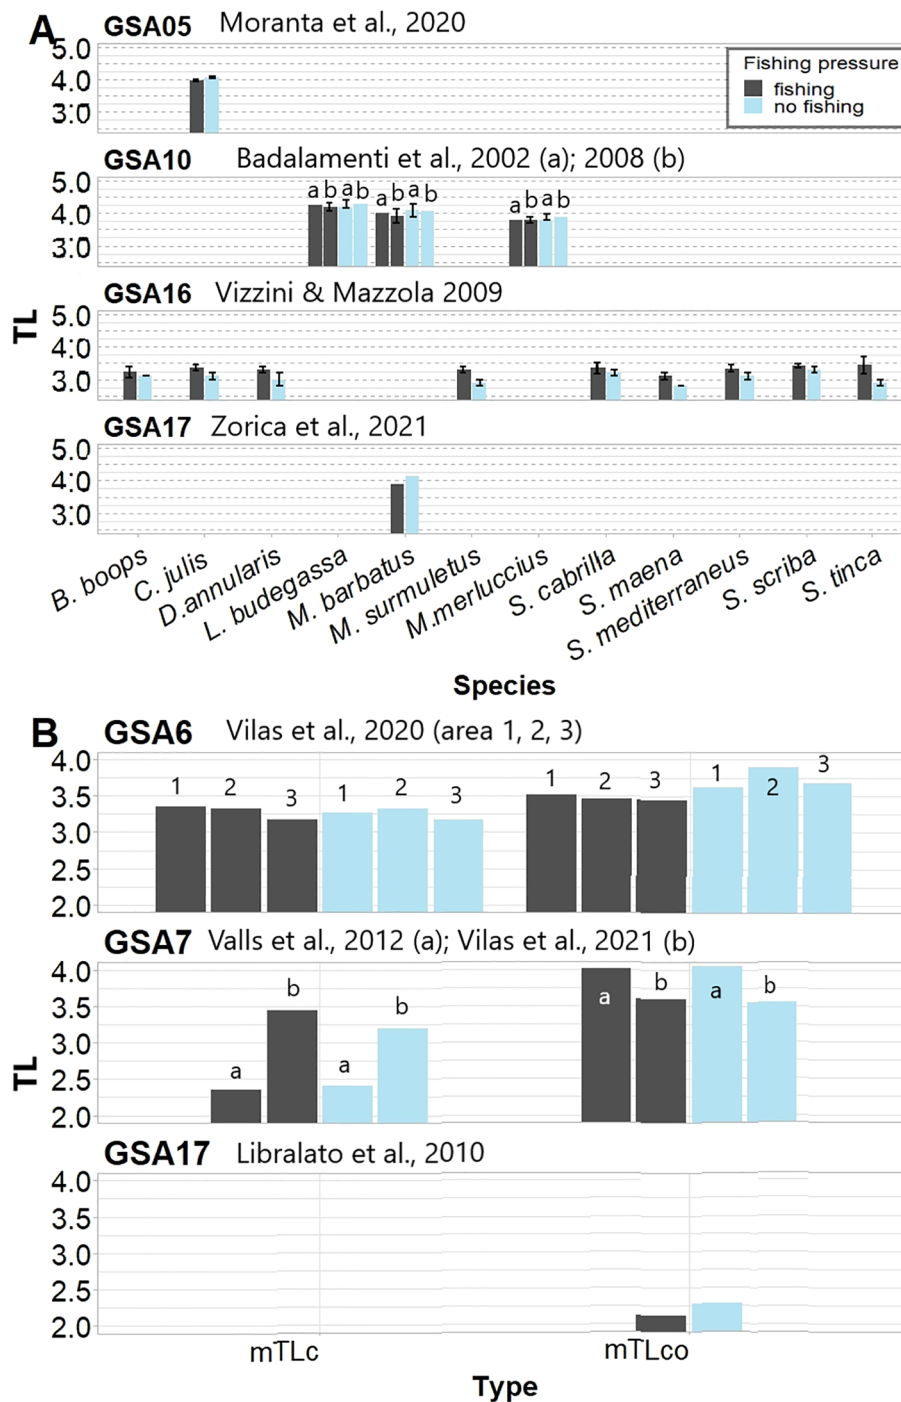 A
GSA05 Moranta et al., 2020
5.0
4.0
3.0
Fishing pressure
fishing
no fishing
GSA10 Badalamenti et al., 2002 (a); 2008 (b)
5.0
4.0
3.0
a b a b a b a b a b a b
GSA16 Vizzini & Mazzola 2009
5.0
4.0
3.0
TL
GSA17 Zorica et al., 2021
5.0
4.0
3.0
B. boops
C. julis
D.annularis
L. budegassa
M. barbatus
M. surmuletus
M.merluccius
S. cabrilla
S. maena
S. mediterraneus
S. scriba
S. tinca
Species
B
GSA6 Vilas et al., 2020 (area 1, 2, 3)
4.0
3.5
3.0
2.5
2.0
1 2 3 1 2 3 1 2 3 1 2 3
GSA7 Valls et al., 2012 (a); Vilas et al., 2021 (b)
4.0
3.5
3.0
2.5
2.0
a b a b a b a b
TL
GSA17 Libralato et al., 2010
4.0
3.5
3.0
2.5
2.0
mTLc mTLco
Type